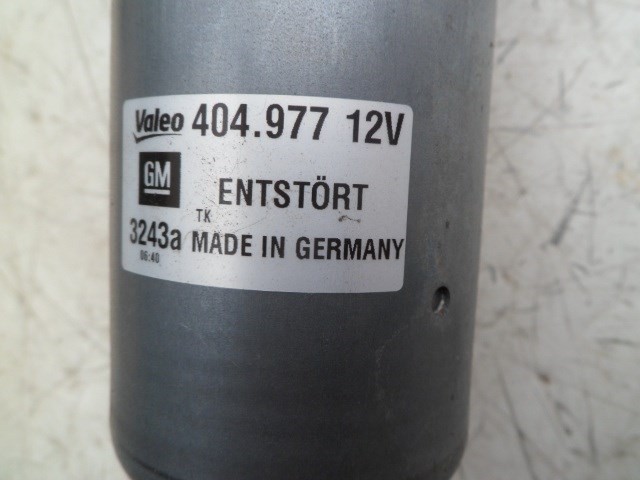 Valeo 404.977 12V
GM ENTSTÖRT
TK
3243a MADE IN GERMANY
06:40